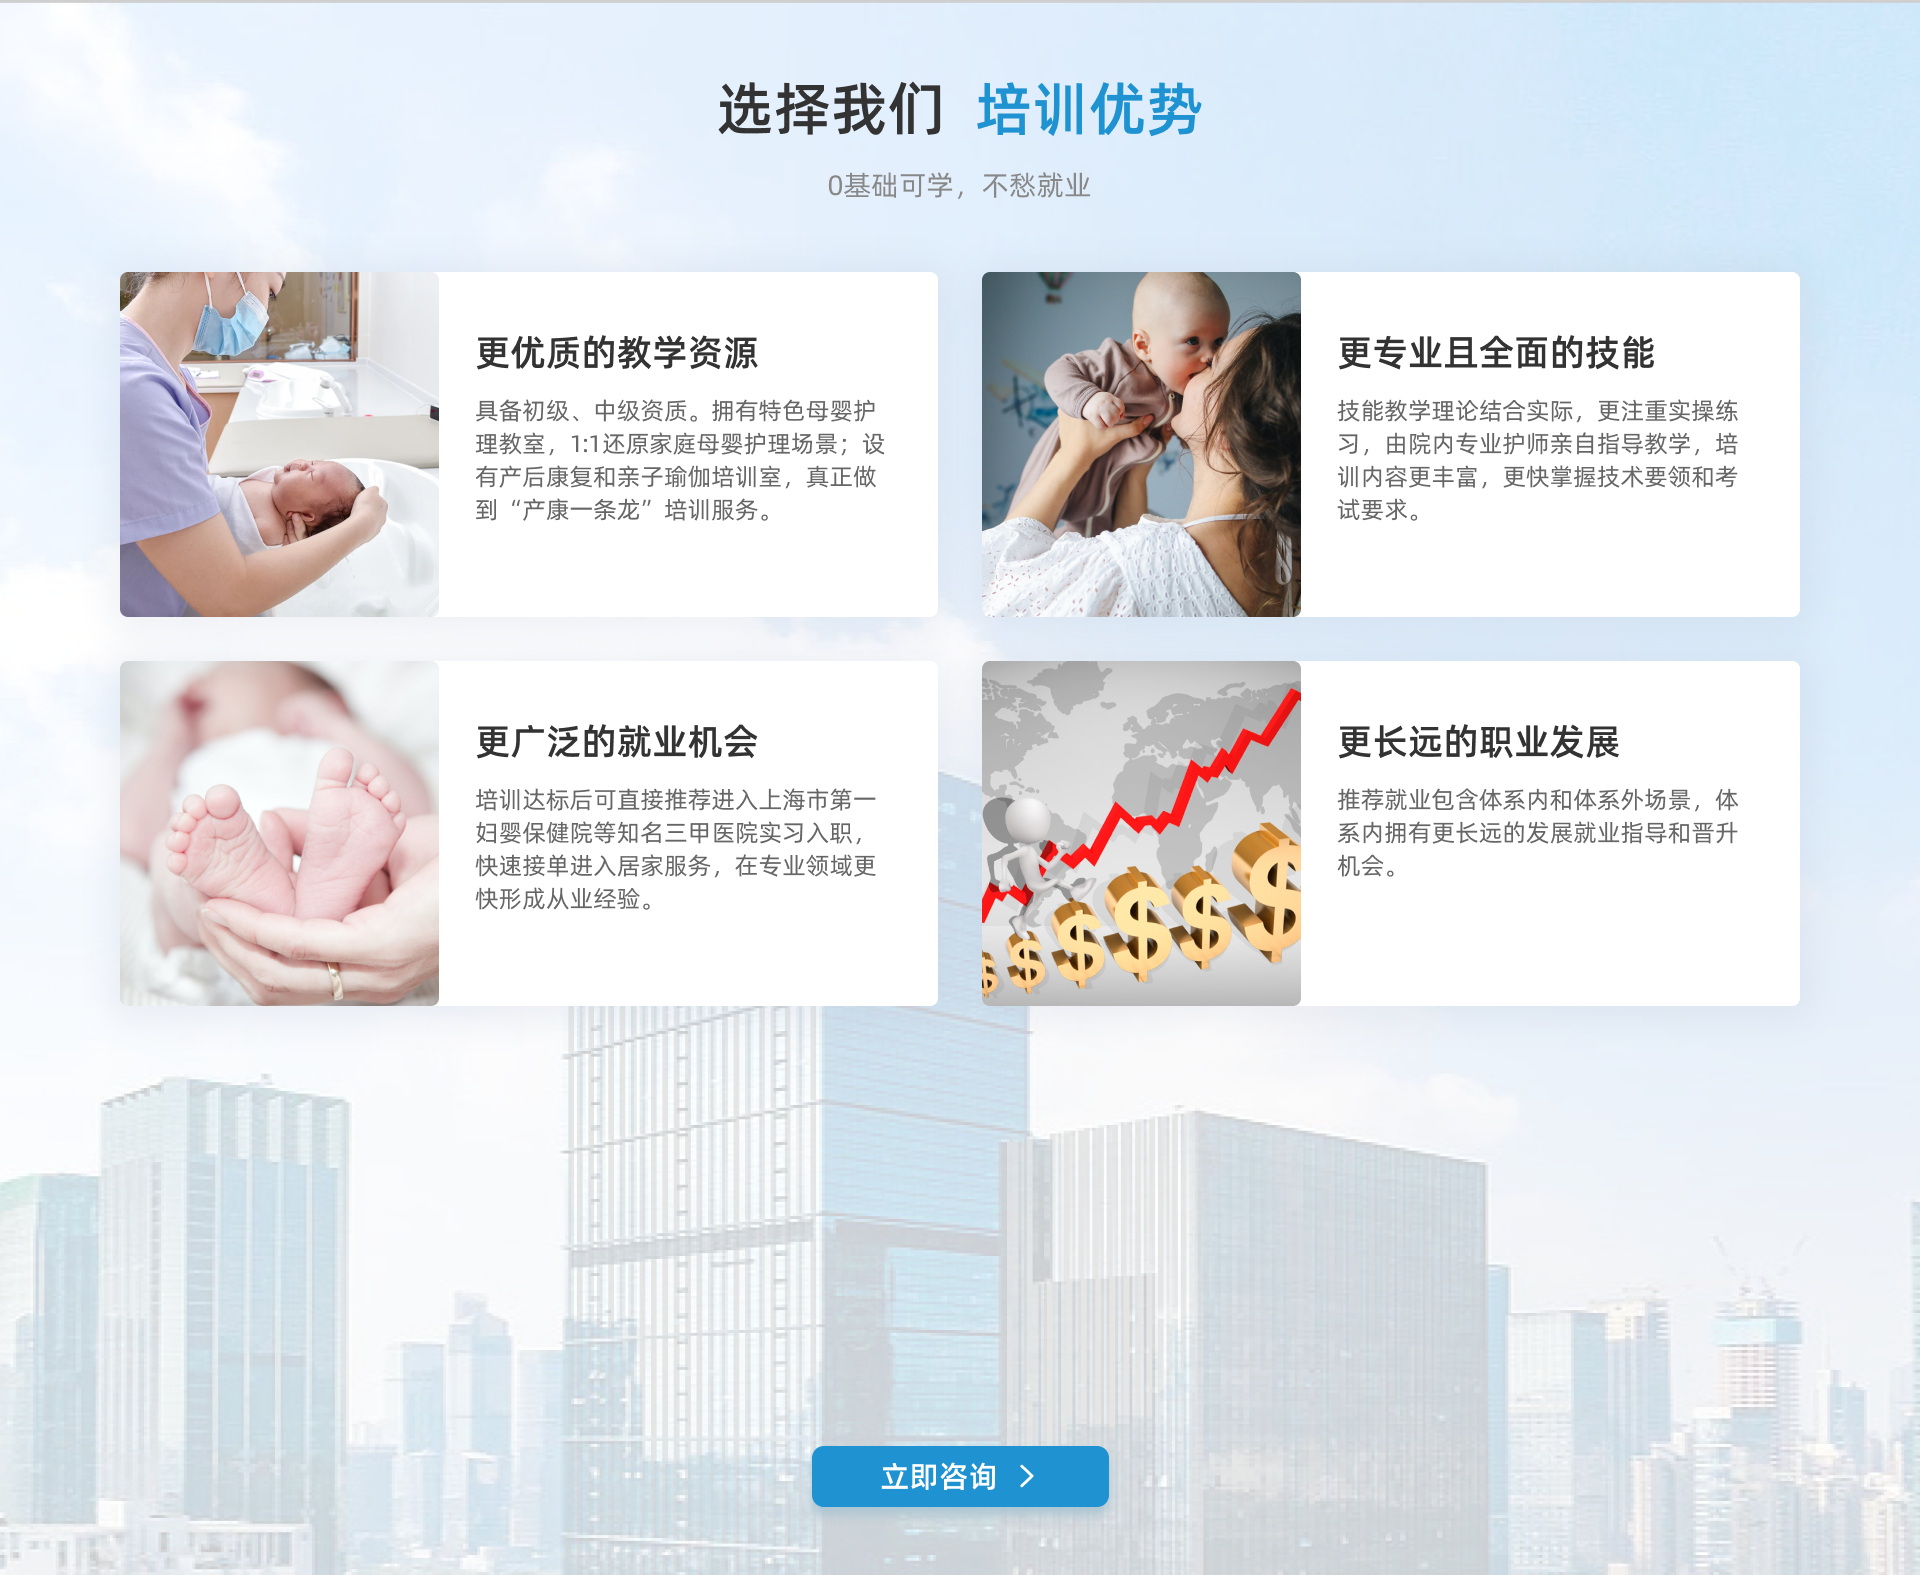 选择我们 培训优势
0基础可学，不愁就业
更优质的教学资源
具备初级、中级资质。拥有特色母婴护
理教室，1:1还原家庭母婴护理场景；设
有产后康复和亲子瑜伽培训室，真正做
到“产康一条龙”培训服务。
更专业且全面的技能
技能教学理论结合实际，更注重实操练
习，由院内专业护师亲自指导教学，培
训内容更丰富，更快掌握技术要领和考
试要求。
更广泛的就业机会
培训达标后可直接推荐进入上海市第一
妇婴保健院等知名三甲医院实习入职，
快速接单进入居家服务，在专业领域更
快形成从业经验。
更长远的职业发展
推荐就业包含体系内和体系外场景，体
系内拥有更长远的发展就业指导和晋升
机会。
立即咨询